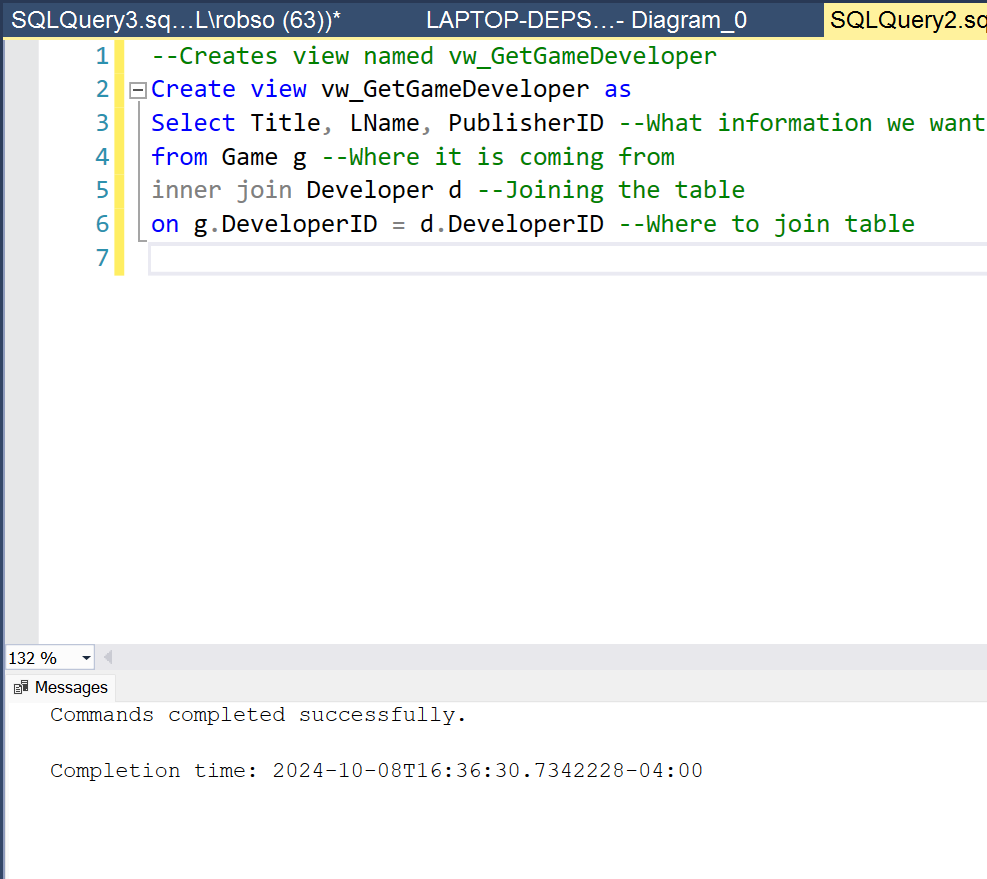 SQLQuery3.sq...L\robso (63))* LAPTOP-DEPS...- Diagram_0 SQLQuery2.sq
1 --Creates view named vw_GetGameDeveloper
2 Create view vw_GetGameDeveloper as
3 Select Title, LName, PublisherID --What information we want
4 from Game g --Where it is coming from
5 inner join Developer d --Joining the table
6 on g.DeveloperID = d.DeveloperID --Where to join table
7
132 %
Messages
Commands completed successfully.
Completion time: 2024-10-08T16:36:30.7342228-04:00